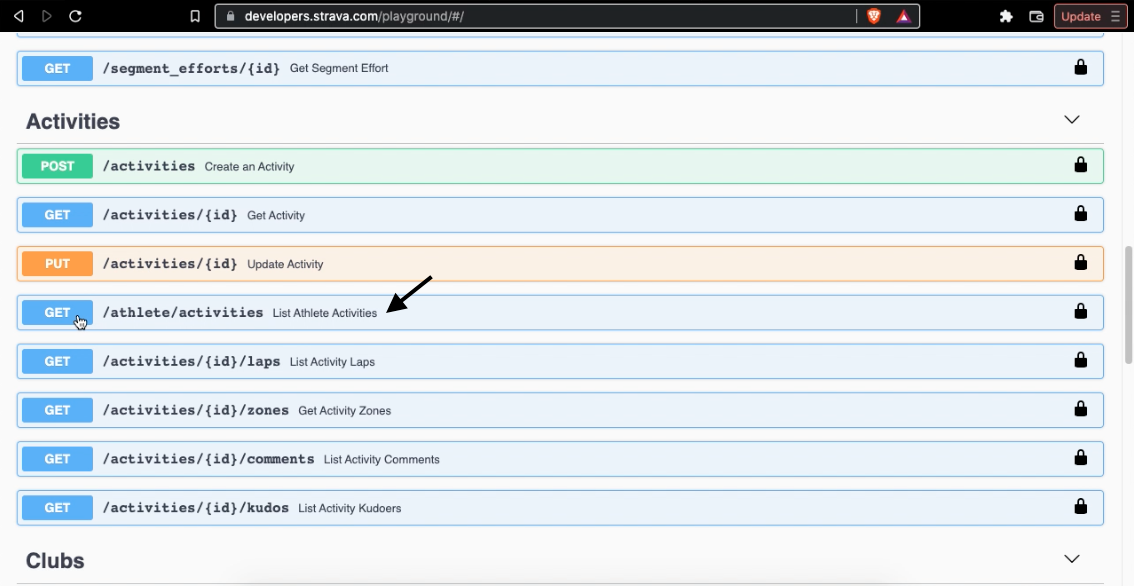 developers.strava.com/playground/#/
Update
GET /segment_efforts/{id} Get Segment Effort
Activities
POST /activities Create an Activity
GET /activities/{id} Get Activity
PUT /activities/{id} Update Activity
GET /athlete/activities List Athlete Activities
GET /activities/{id}/laps List Activity Laps
GET /activities/{id}/zones Get Activity Zones
GET /activities/{id}/comments List Activity Comments
GET /activities/{id}/kudos List Activity Kudoers
Clubs